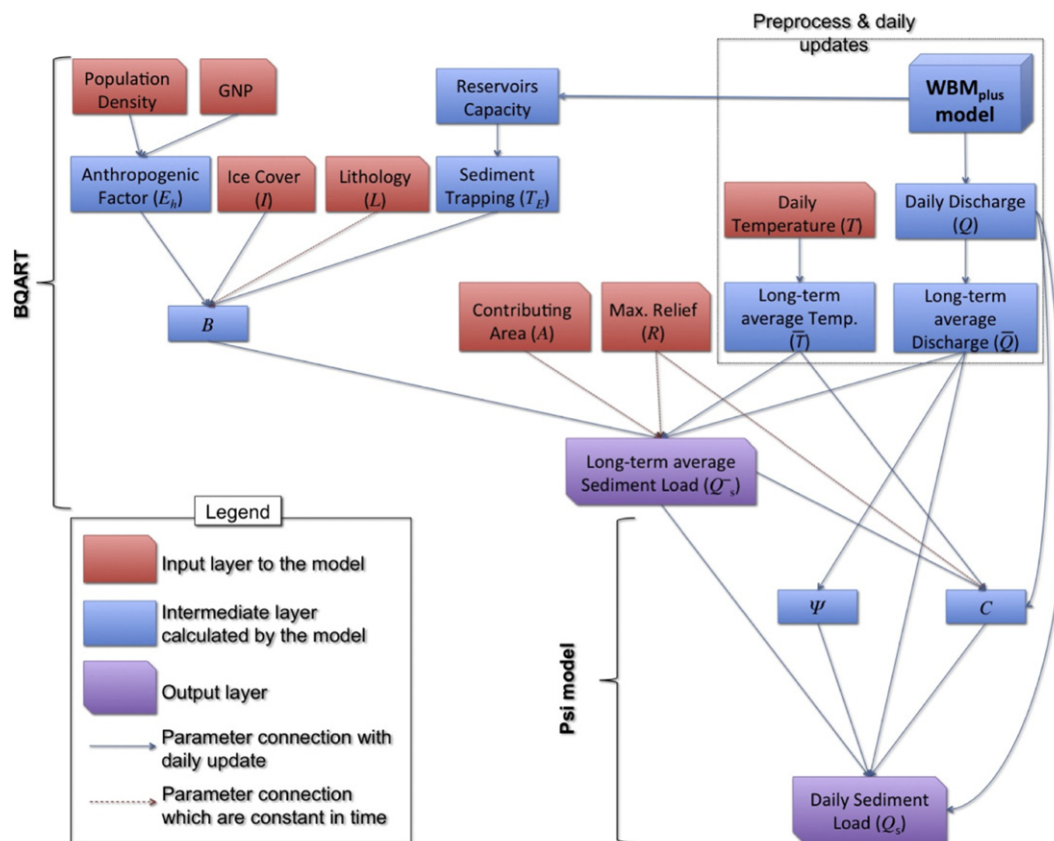 Preprocess & daily
updates
Population
Density
GNP
Reservoirs
Capacity
WBMplus
model
Anthropogenic
Factor (Eh)
Ice Cover
(I)
Lithology
(L)
Sediment
Trapping (TE)
Daily
Temperature (T)
Daily Discharge
(Q)
BQART
B
Contributing
Area (A)
Max. Relief
(R)
Long-term
average Temp.
(T̅)
Long-term
average
Discharge (Q̅)
Long-term average
Sediment Load (Q‾s)
Legend
Input layer to the model
Intermediate layer
calculated by the model
Output layer
Parameter connection with
daily update
Parameter connection
which are constant in time
Psi model
Ψ
C
Daily Sediment
Load (Qs)